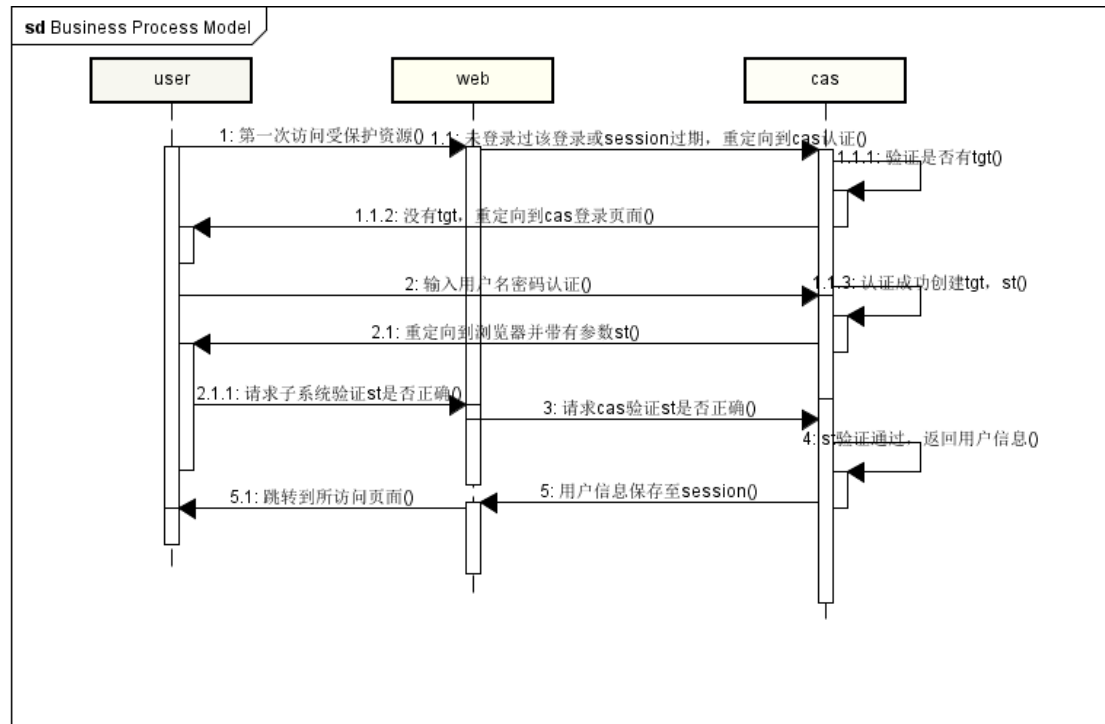 sd Business Process Model
user
web
cas
1: 第一次访问受保护资源()
1.1: 未登录过该登录或session过期，重定向到cas认证()
1.1.1: 验证是否有tgt()
1.1.2: 没有tgt，重定向到cas登录页面()
2: 输入用户名密码认证()
1.1.3: 认证成功创建tgt，st()
2.1: 重定向到浏览器并带有参数st()
2.1.1: 请求子系统验证st是否正确()
3: 请求cas验证st是否正确()
4: st验证通过，返回用户信息()
5: 用户信息保存至session()
5.1: 跳转到所访问页面()